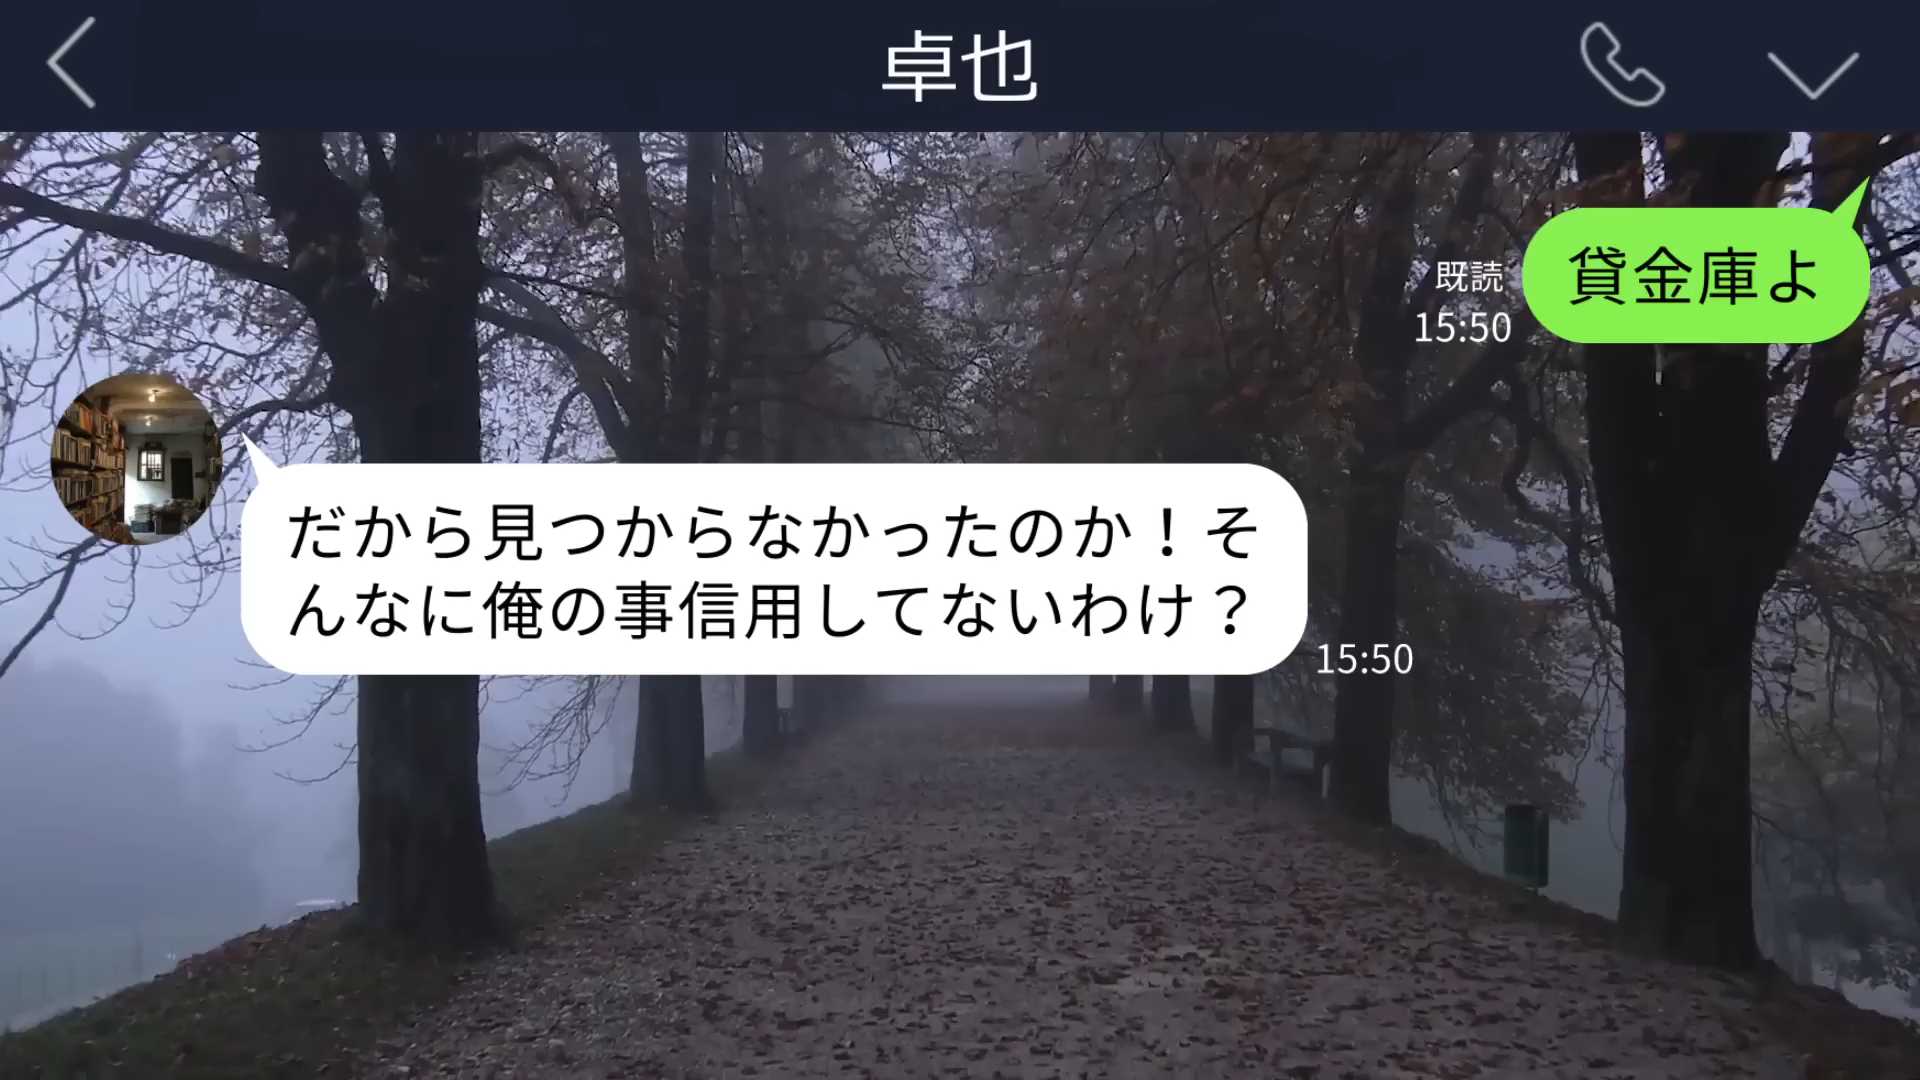 卓也
貸金庫よ
既読
15:50
だから見つからなかったのか！そ
んなに俺の事信用してないわけ？
15:50